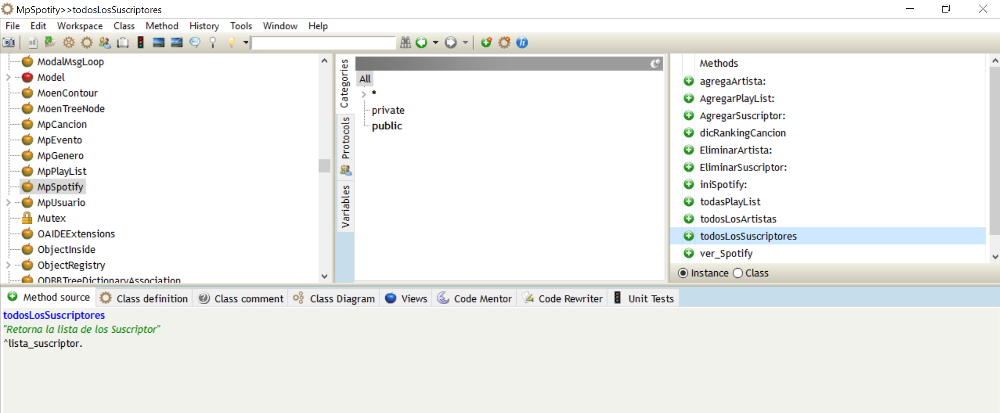 MpSpotify>>todosLosSuscriptores
File Edit Workspace Class Method History Tools Window Help
ModalMsgLoop
Model
MoenContour
MoenTreeNode
MpCancion
MpEvento
MpGenero
MpPlayList
MpSpotify
MpUsuario
Mutex
OAIDEExtensions
ObjectInside
ObjectRegistry
ODBBTreeDictionaryAssociation
Categories
Protocols
Variables
All
*
private
public
Methods
agregaArtista:
AgregarPlayList:
AgregarSuscriptor:
dicRankingCancion
EliminarArtista:
EliminarSuscriptor:
iniSpotify:
todasPlayList
todosLosArtistas
todosLosSuscriptores
ver_Spotify
Instance Class
Method source Class definition Class comment Class Diagram Views Code Mentor Code Rewriter Unit Tests
todosLosSuscriptores
"Retorna la lista de los Suscriptor"
^lista_suscriptor.